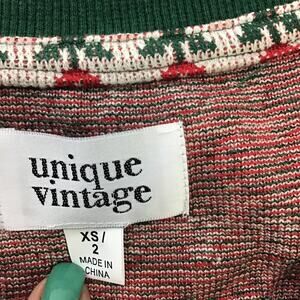 unique
vintage
XS/
2
MADE IN
CHINA